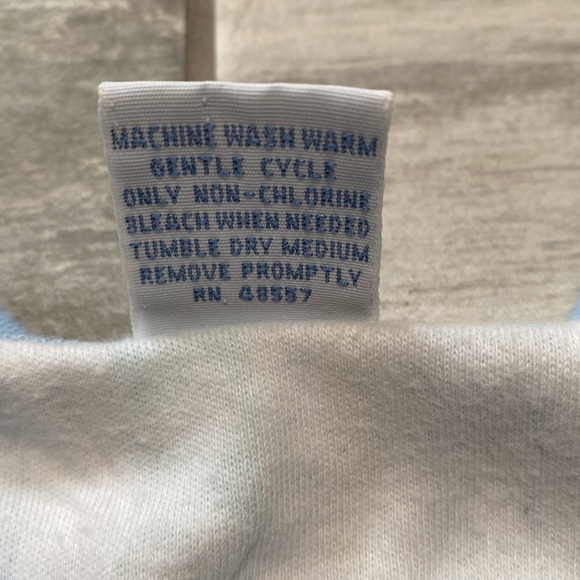 MACHINE WASH WARM
GENTLE CYCLE
ONLY NON-CHLORINE
BLEACH WHEN NEEDED
TUMBLE DRY MEDIUM
REMOVE PROMPTLY
RN 48557